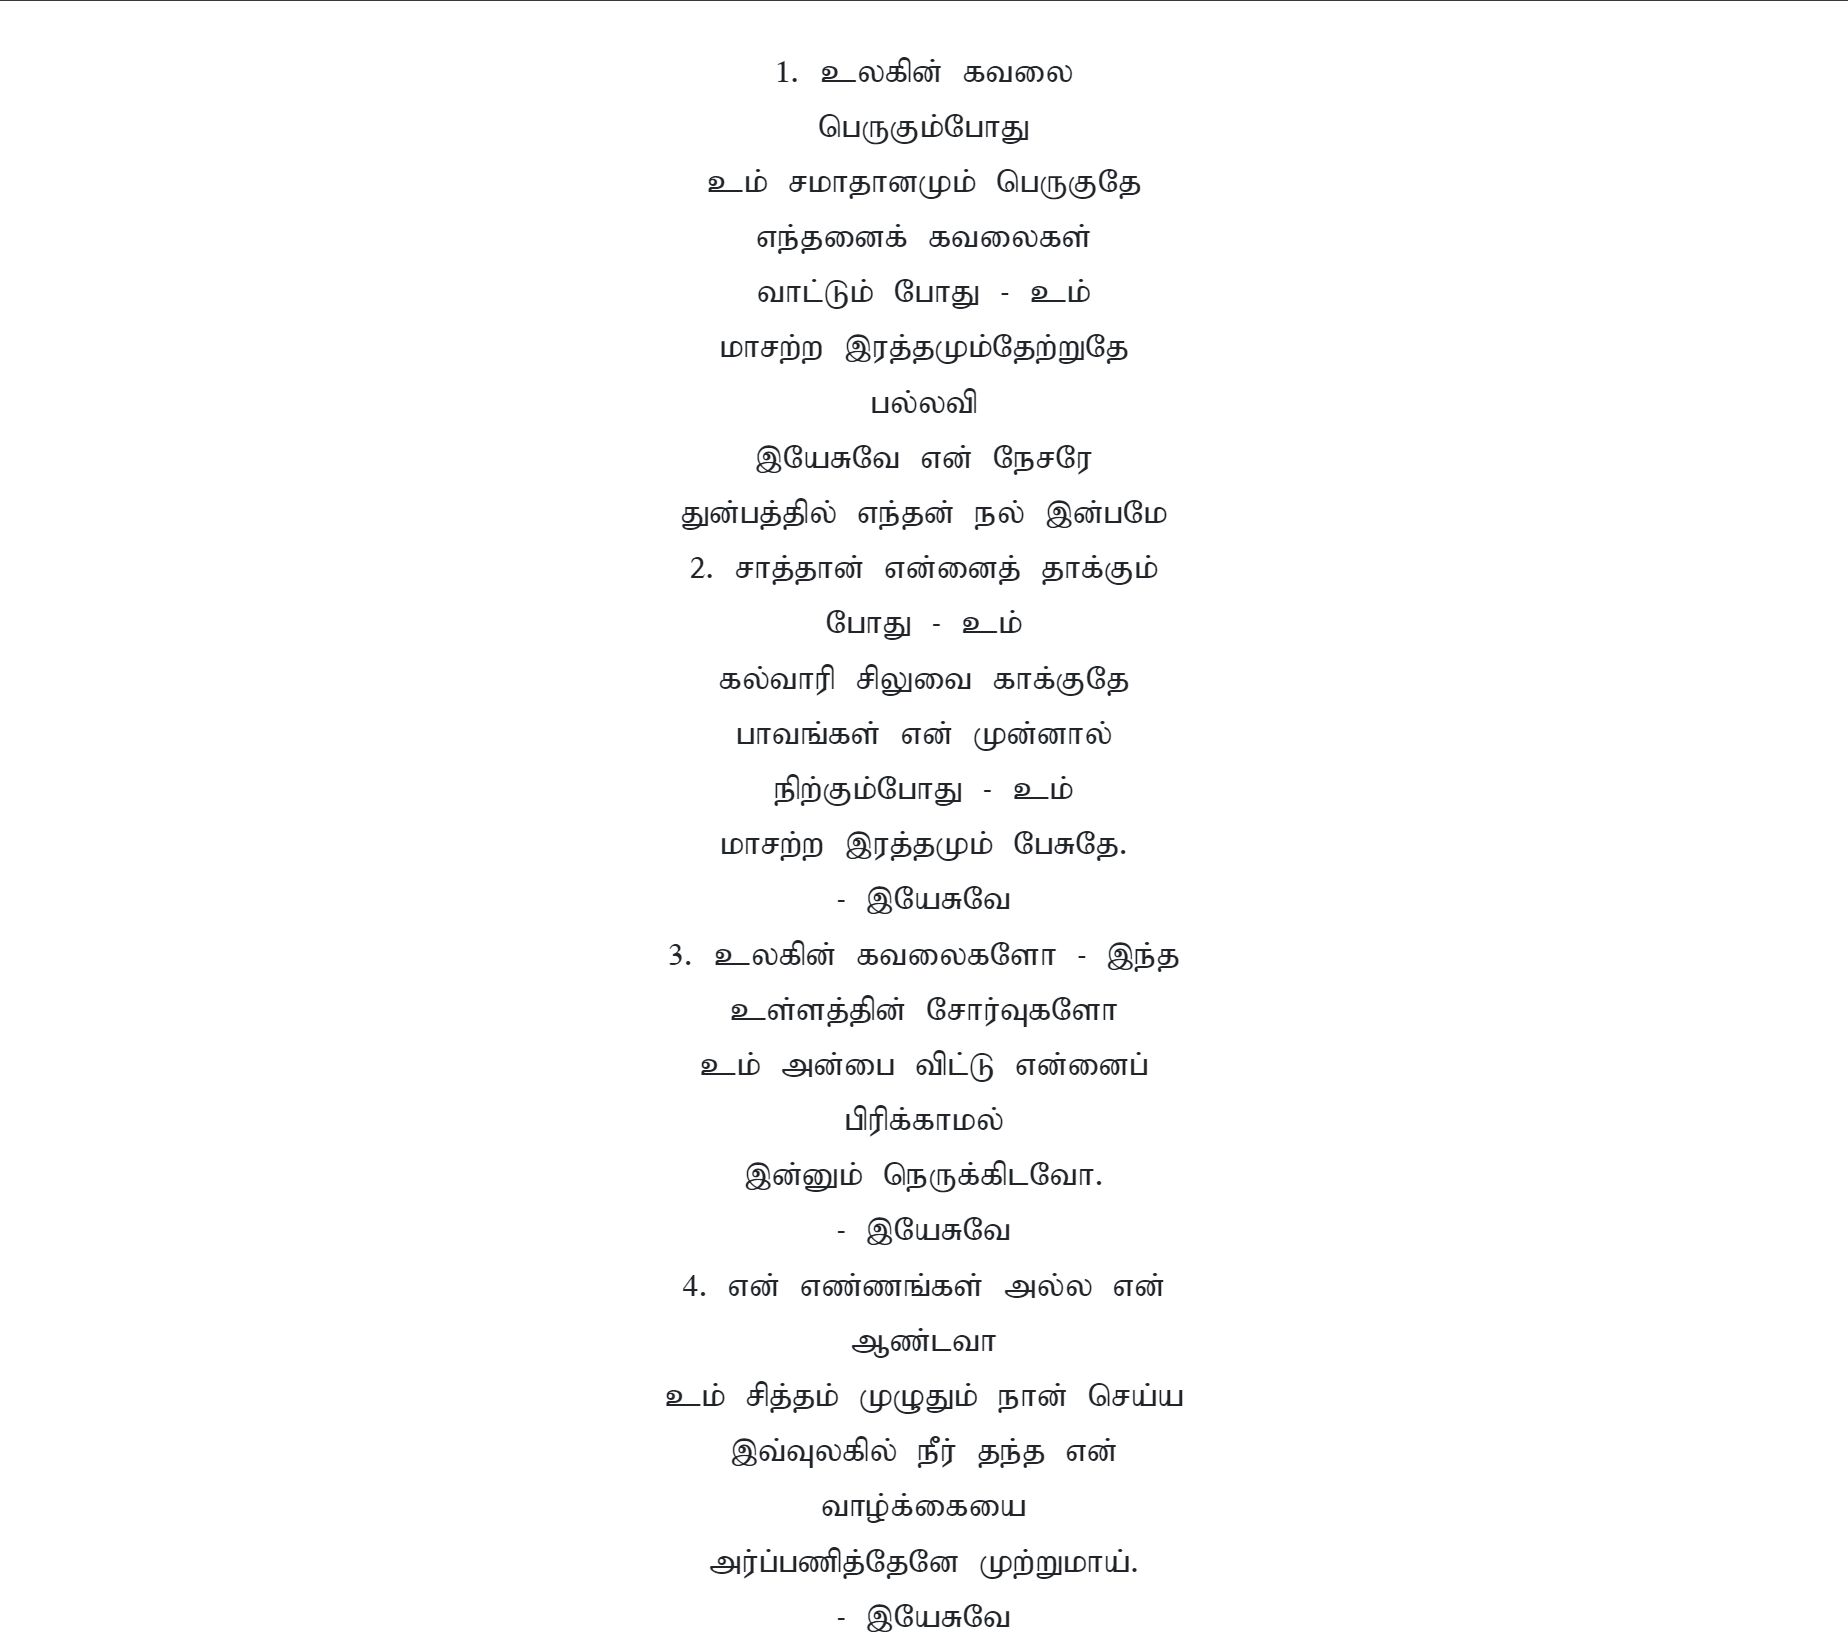 1. உலகின் கவலை
பெருகும்போது
உம் சமாதானமும் பெருகுதே
எந்தனைக் கவலைகள்
வாட்டும் போது - உம்
மாசற்ற இரத்தமும்தேற்றுதே
பல்லவி
இயேசுவே என் நேசரே
துன்பத்தில் எந்தன் நல் இன்பமே
2. சாத்தான் என்னைத் தாக்கும்
போது - உம்
கல்வாரி சிலுவை காக்குதே
பாவங்கள் என் முன்னால்
நிற்கும்போது - உம்
மாசற்ற இரத்தமும் பேசுதே.
- இயேசுவே
3. உலகின் கவலைகளோ - இந்த
உள்ளத்தின் சோர்வுகளோ
உம் அன்பை விட்டு என்னைப்
பிரிக்காமல்
இன்னும் நெருக்கிடவோ.
- இயேசுவே
4. என் எண்ணங்கள் அல்ல என்
ஆண்டவா
உம் சித்தம் முழுதும் நான் செய்ய
இவ்வுலகில் நீர் தந்த என்
வாழ்க்கையை
அர்ப்பணித்தேனே முற்றுமாய்.
- இயேசுவே